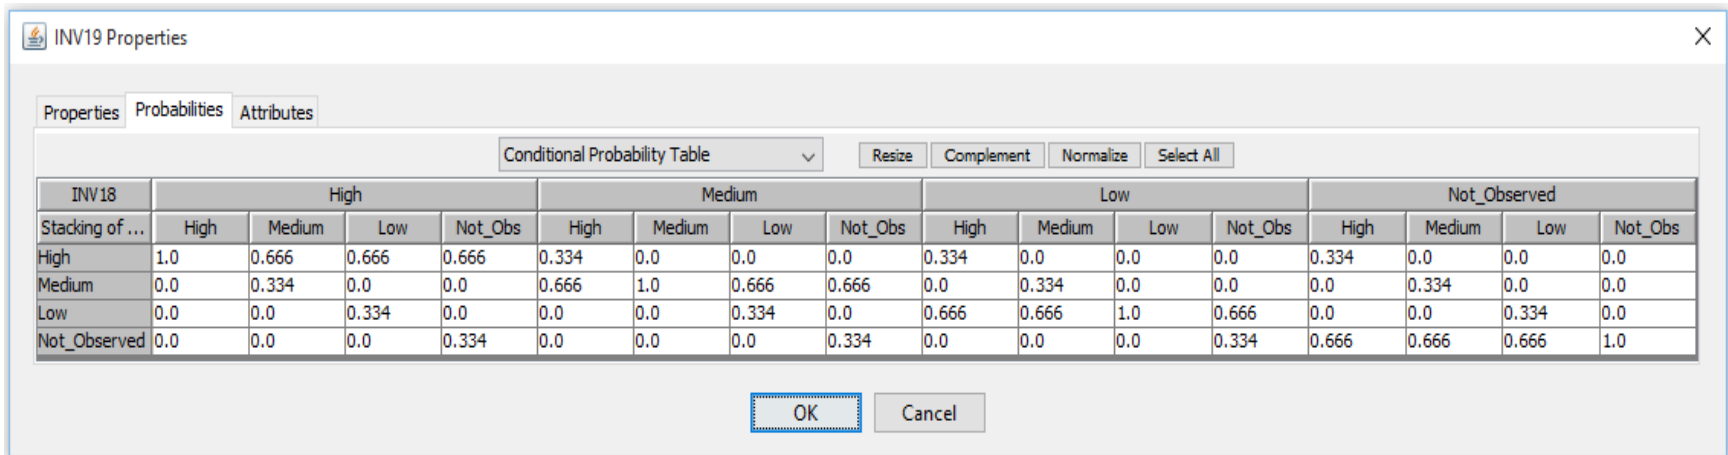 INV19 Properties
Properties Probabilities Attributes
Conditional Probability Table Resize Complement Normalize Select All
INV18 High Medium Low Not_Observed
Stacking of ... High Medium Low Not_Obs High Medium Low Not_Obs High Medium Low Not_Obs High Medium Low Not_Obs
High 1.0 0.666 0.666 0.666 0.334 0.0 0.0 0.0 0.334 0.0 0.0 0.0 0.334 0.0 0.0 0.0
Medium 0.0 0.334 0.0 0.0 0.666 1.0 0.666 0.666 0.0 0.334 0.0 0.0 0.0 0.334 0.0 0.0
Low 0.0 0.0 0.334 0.0 0.0 0.0 0.334 0.0 0.666 0.666 1.0 0.666 0.0 0.0 0.334 0.0
Not_Observed 0.0 0.0 0.0 0.334 0.0 0.0 0.0 0.334 0.0 0.0 0.0 0.334 0.666 0.666 0.666 1.0
OK Cancel